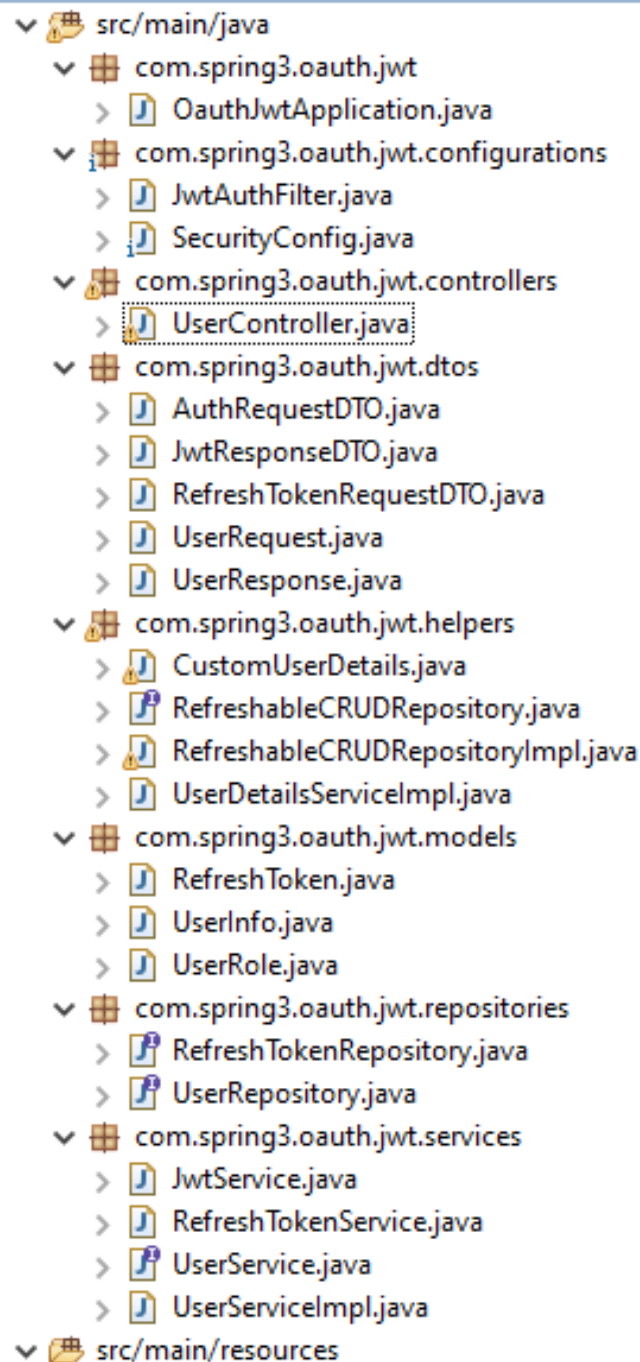 src/main/java
com.spring3.oauth.jwt
OauthJwtApplication.java
com.spring3.oauth.jwt.configurations
JwtAuthFilter.java
SecurityConfig.java
com.spring3.oauth.jwt.controllers
UserController.java
com.spring3.oauth.jwt.dtos
AuthRequestDTO.java
JwtResponseDTO.java
RefreshTokenRequestDTO.java
UserRequest.java
UserResponse.java
com.spring3.oauth.jwt.helpers
CustomUserDetails.java
RefreshableCRUDRepository.java
RefreshableCRUDRepositoryImpl.java
UserDetailsServiceImpl.java
com.spring3.oauth.jwt.models
RefreshToken.java
UserInfo.java
UserRole.java
com.spring3.oauth.jwt.repositories
RefreshTokenRepository.java
UserRepository.java
com.spring3.oauth.jwt.services
JwtService.java
RefreshTokenService.java
UserService.java
UserServiceImpl.java
src/main/resources